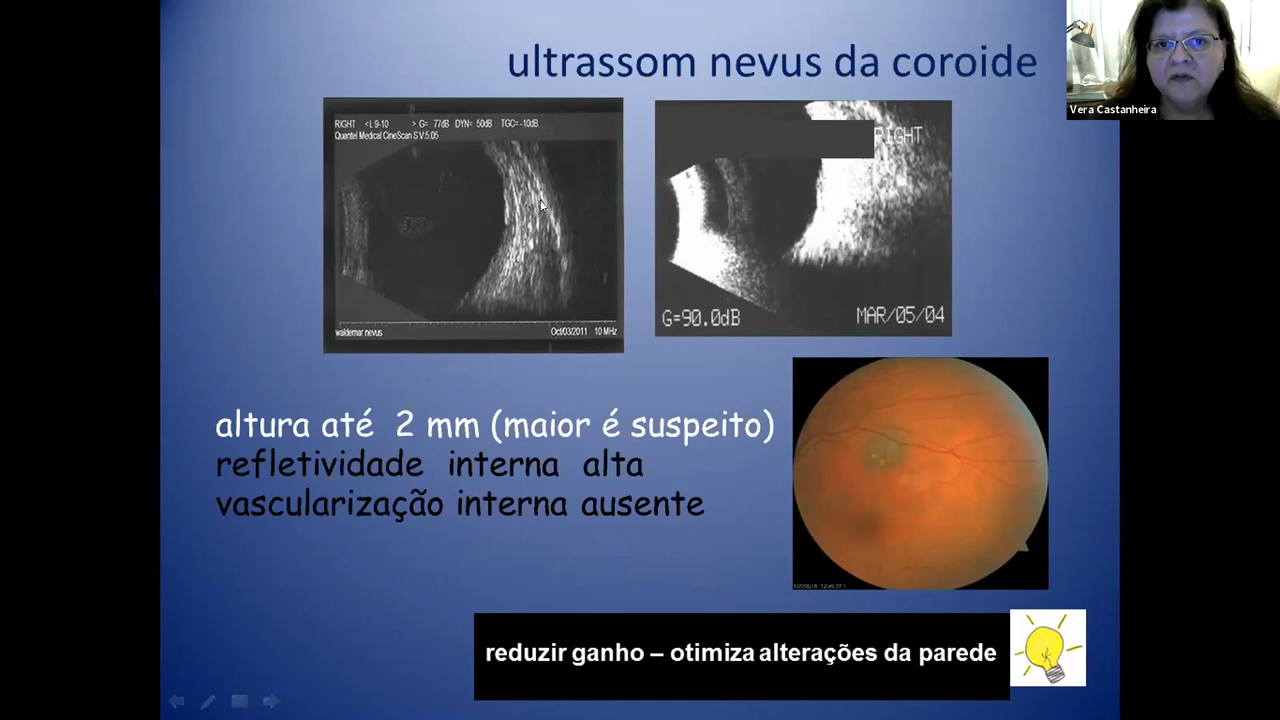 ultrassom nevus da coroide
Vera Castanheira
RIGHT <L9-10 > G= 77dB DYN= 50dB TGC= -10dB
Quantel Medical CineScan S V.5.05
waldemar nevus Oct/03/2011 10 MHz
RIGHT
G=90.0dB MAR/05/04
altura até 2 mm (maior é suspeito)
refletividade interna alta
vascularização interna ausente
reduzir ganho – otimiza alterações da parede